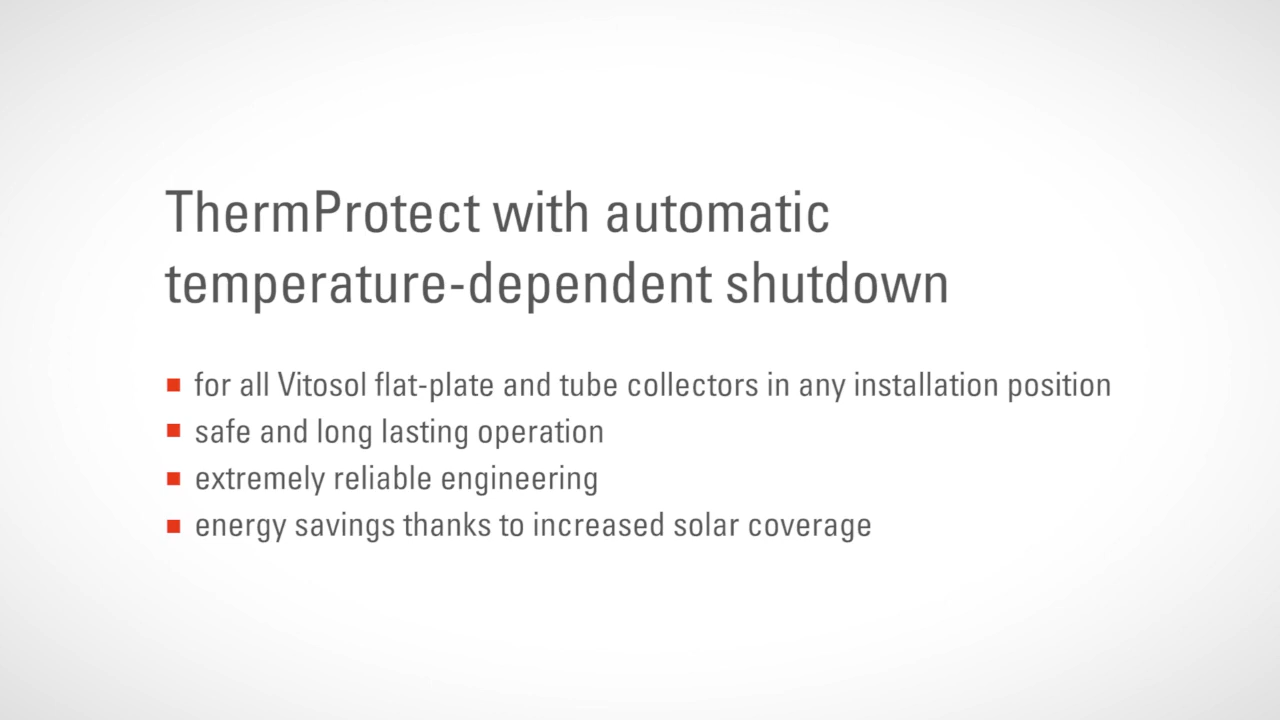 ThermProtect with automatic
temperature-dependent shutdown
for all Vitosol flat-plate and tube collectors in any installation position
safe and long lasting operation
extremely reliable engineering
energy savings thanks to increased solar coverage